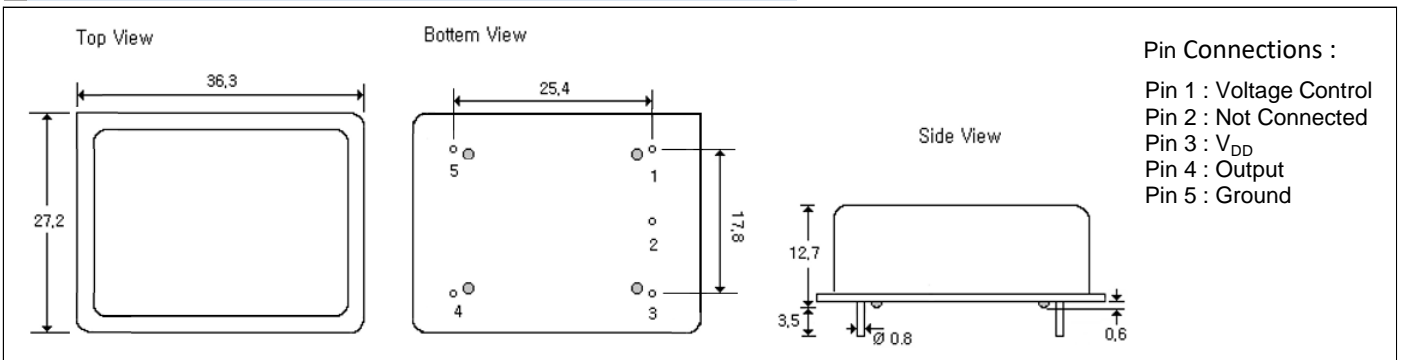 Top View
36,3
27,2
Bottem View
25,4
5
1
2
17,8
4
3
Side View
12,7
3,5
Ø 0.8
0,6
Pin Connections :
Pin 1 : Voltage Control
Pin 2 : Not Connected
Pin 3 : VDD
Pin 4 : Output
Pin 5 : Ground